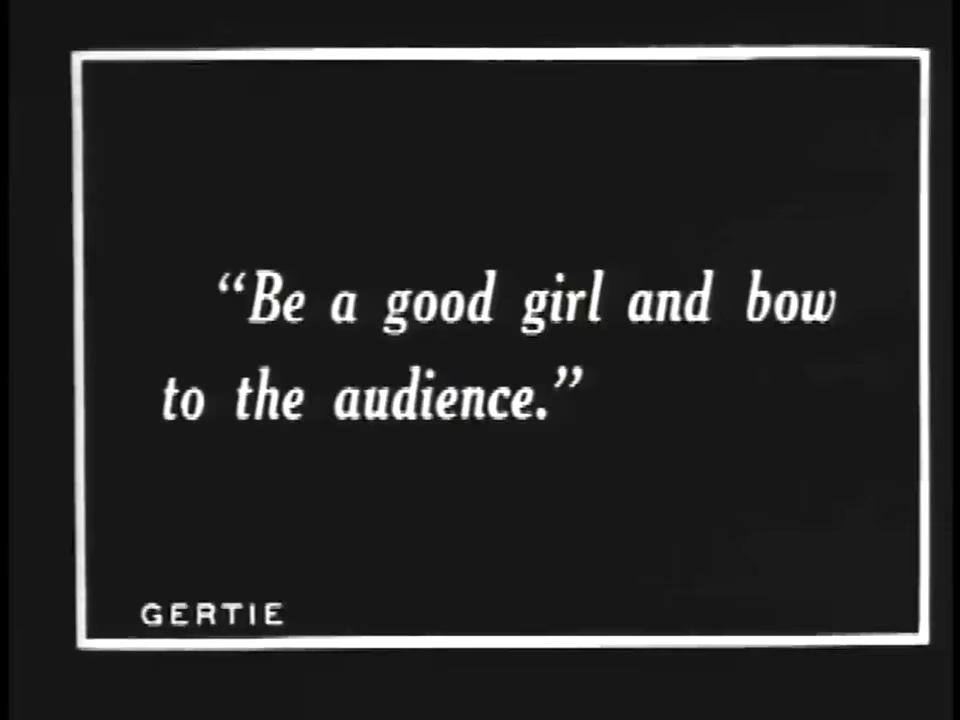 “Be a good girl and bow
to the audience.”
GERTIE